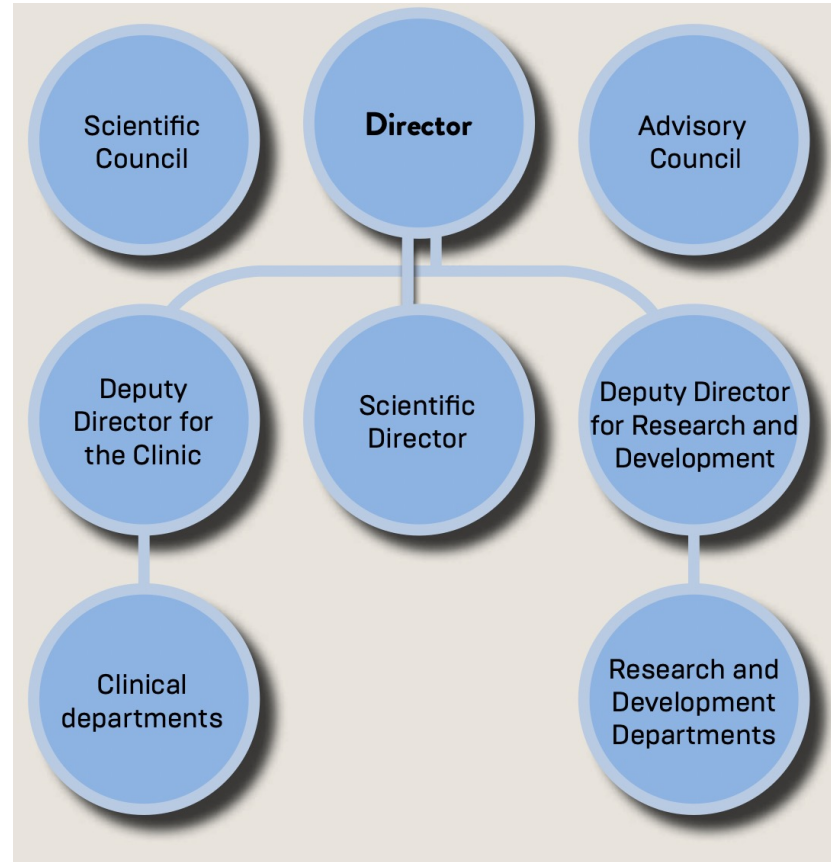 Scientific
Council
Director
Advisory
Council
Deputy
Director for
the Clinic
Scientific
Director
Deputy Director
for Research and
Development
Clinical
departments
Research and
Development
Departments